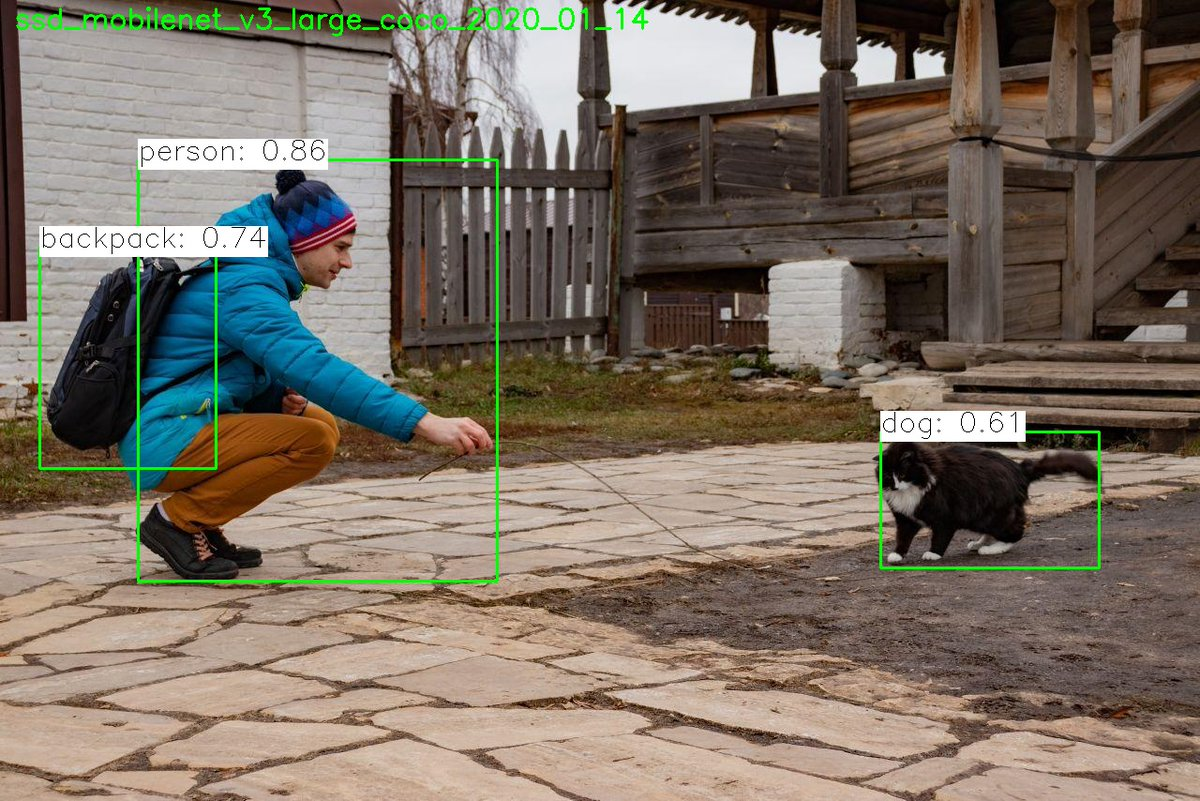 ssd_mobilenet_v3_large_coco_2020_01_14
person: 0.86
backpack: 0.74
dog: 0.61